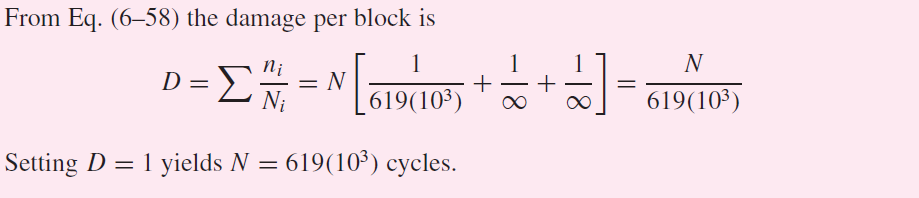 From Eq. (6–58) the damage per block is
D = ∑ nᵢ/Nᵢ = N [ 1/619(10³) + 1/∞ + 1/∞ ] = N/619(10³)
Setting D = 1 yields N = 619(10³) cycles.